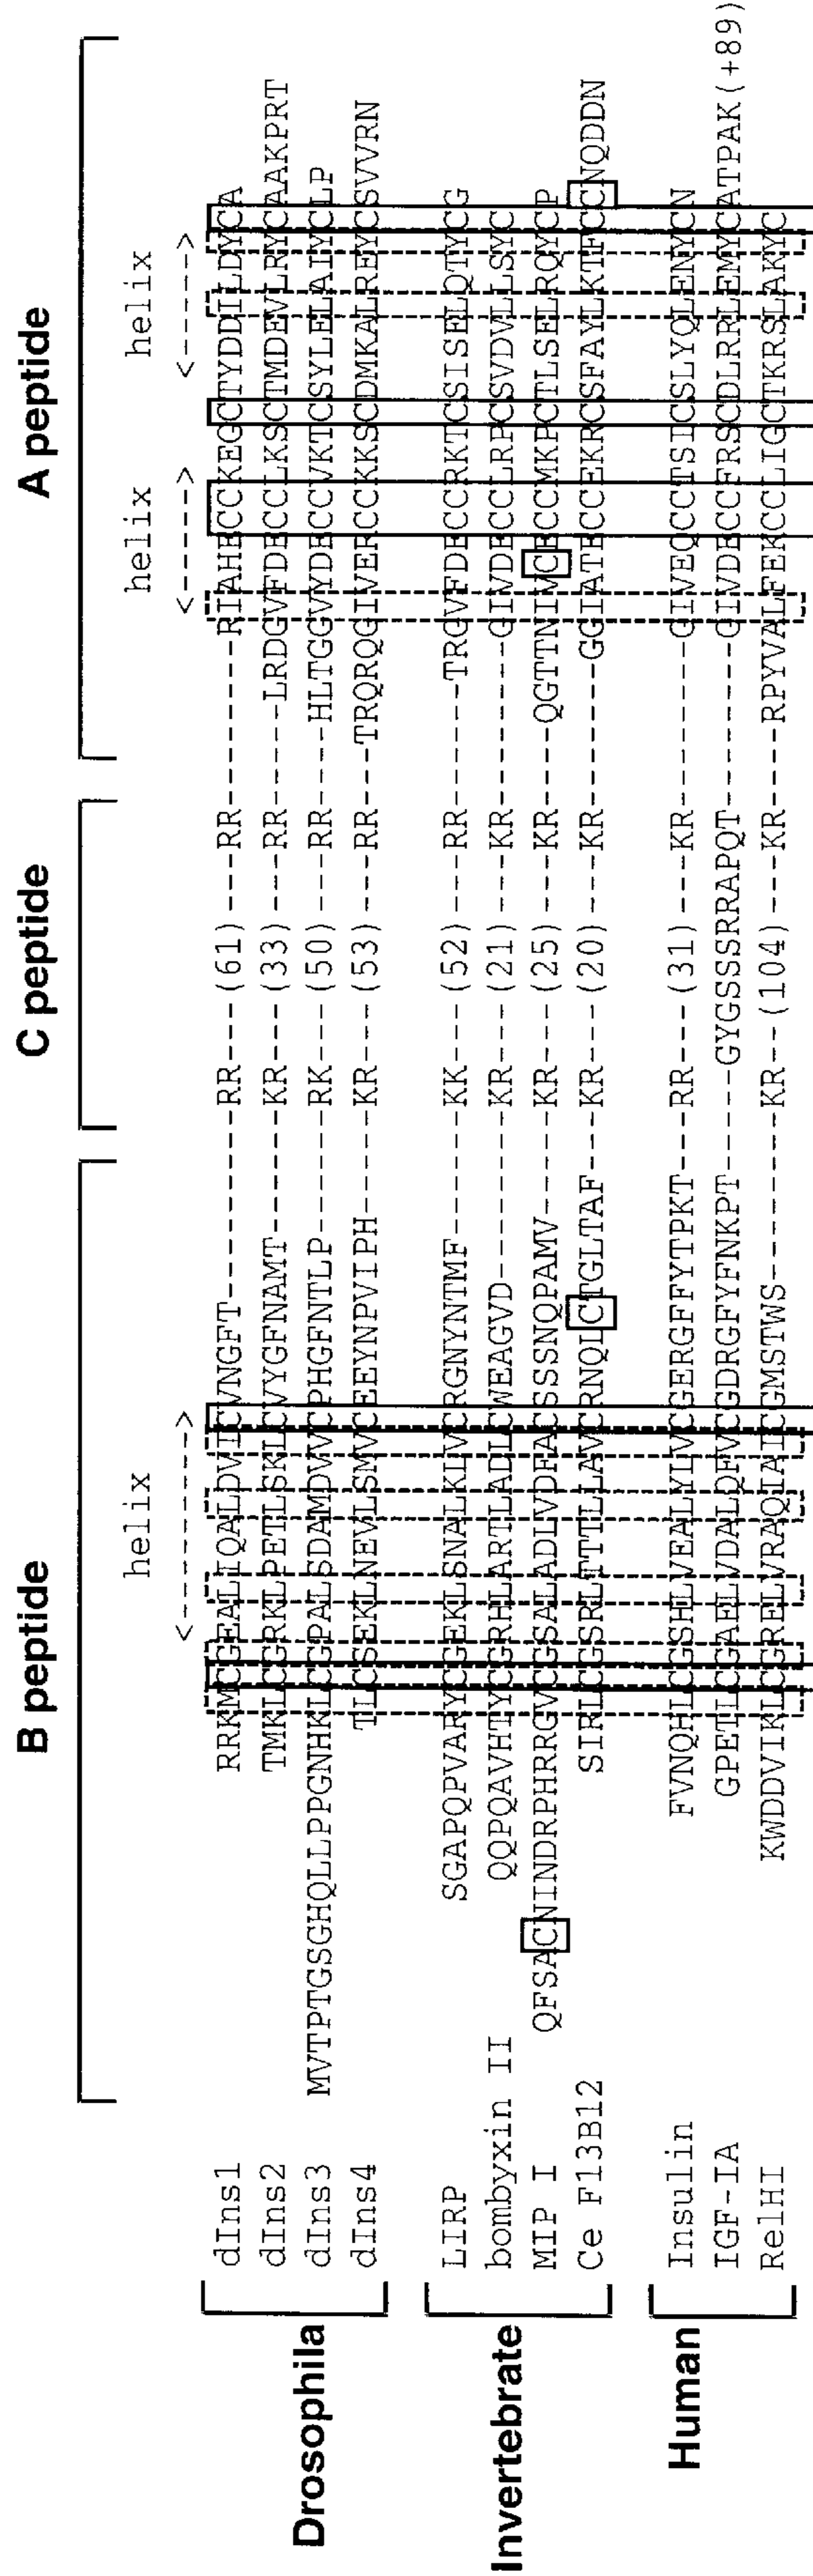 B peptide C peptide A peptide
helix helix helix
<---------> <-----> <----->
Drosophila
dIns1 RRKMCGEALIQALDVICVNGFT----------RR---(61)---RR--------RIAHECCKEGCTYDDILDYCA
dIns2 TMKLCGRKLPETLSKLCVYGFNAMT------KR---(33)---RR-----LRDGVFDECCLKSCTMDEVLRYCAAKPRT
dIns3 MVTPTGSGHQLLPPGNHKLCGPALSDAMDVVCPHGFNTLP------RK---(50)---RR----HLTGGVYDECCVKTCSYLELAIYCLP
dIns4 TLCSEKLNEVLSMVCEEYNPVIPH-----KR---(53)---RR---TRQRQGIVERCCKKSCDMKALREYCSVVRN
Invertebrate
LIRP SGAPQPVARYCGEKLSNALKLVCRGNYNTMF------KK---(52)---RR------TRGVFDECCRKTCSISELQTYCG
bombyxin II QQPQAVHTYCGRHLARTLADLCWEAGVD--------KR---(21)---KR--------GIVDECCLRPCSVDVLLSYC
MIP I QFSACNINDRPHRRGVCGSALADLVDFACSSSNQPAMV-----KR---(25)---KR----QGTTNIVCECCMKPCTLSELRQYCP
Ce F13B12 SIRLCGSRLTTTLLAVCRNQLCTGLTAF---KR---(20)---KR-------GGIATECCEKRCSFAYLKTFCCNQDDN
Human
Insulin FVNQHLCGSHLVEALYLVCGERGFFYTPKT---RR---(31)---KR--------GIVEQCCTSICSLYQLENYCN
IGF-IA GPETLCGAELVDALQFVCGDRGFYFNKPT-----GYGSSSRRAPQT--------GIVDECCFRSCDLRRLEMYCATPAK(+89)
RelHI KWDDVIKLCGRELVRAQIAICGMSTWS---------KR--(104)---KR----RPYVALFEKCCLIGCTKRSLAKYC